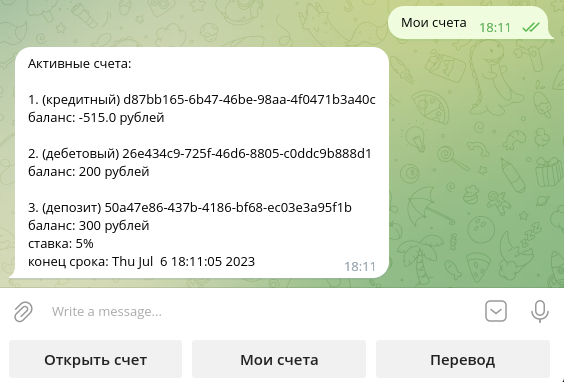 Мои счета
18:11
Активные счета:
1. (кредитный) d87bb165-6b47-46be-98aa-4f0471b3a40c
баланс: -515.0 рублей
2. (дебетовый) 26e434c9-725f-46d6-8805-c0ddc9b888d1
баланс: 200 рублей
3. (депозит) 50a47e86-437b-4186-bf68-ec03e3a95f1b
баланс: 300 рублей
ставка: 5%
конец срока: Thu Jul  6 18:11:05 2023
18:11
Write a message...
Открыть счет
Мои счета
Перевод